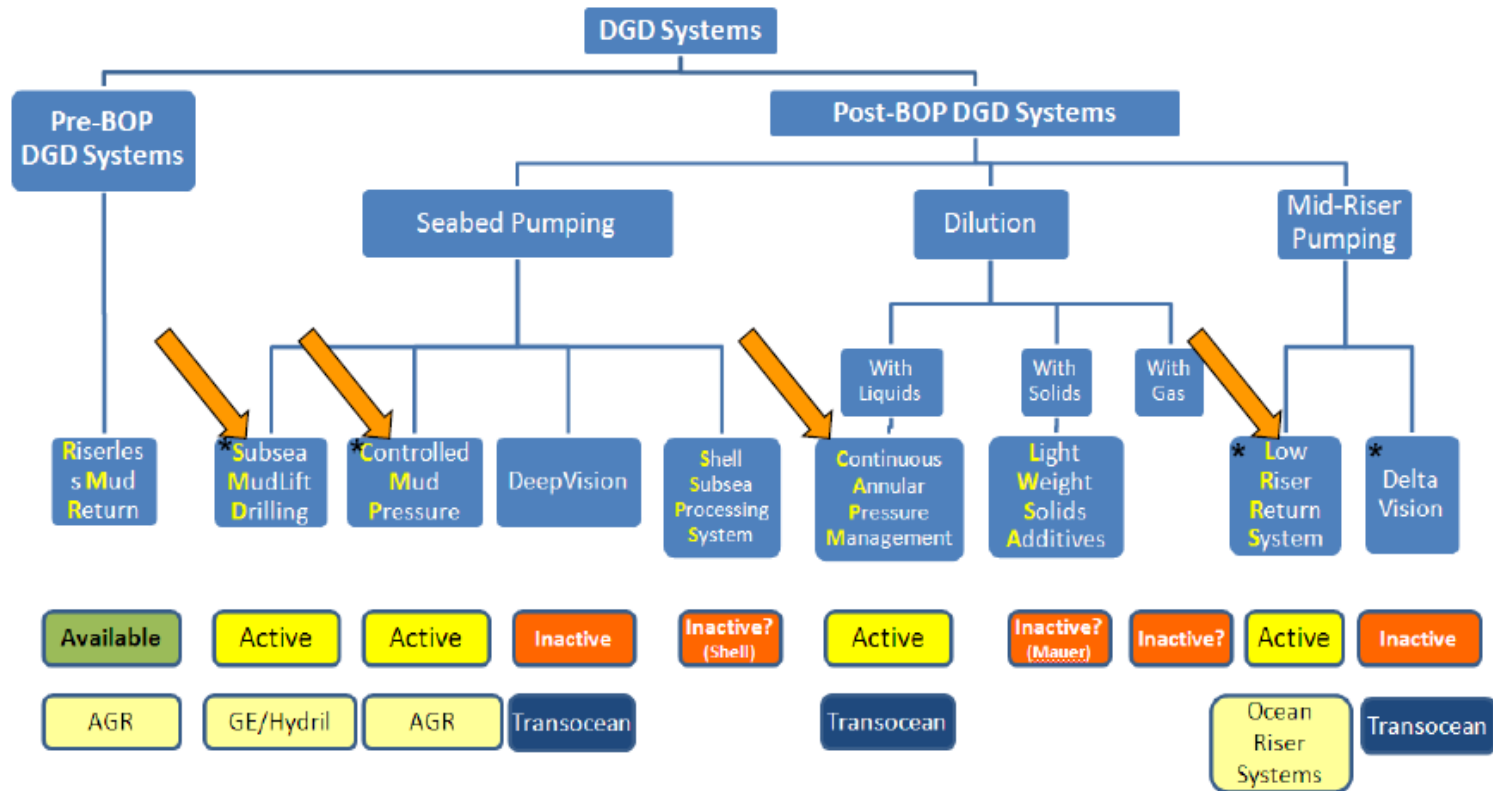 DGD Systems
Pre-BOP
DGD Systems
Post-BOP DGD Systems
Seabed Pumping
Dilution
Mid-Riser
Pumping
With
Liquids
With
Solids
With
Gas
Riserles
s Mud
Return
*Subsea
MudLift
Drilling
*Controlled
Mud
Pressure
DeepVision
Shell
Subsea
Processing
System
Continuous
Annular
Pressure
Management
Light
Weight
Solids
Additives
* Low
Riser
Return
System
*
Delta
Vision
Available
Active
Active
Inactive
Inactive?
(Shell)
Active
Inactive?
(Mauer)
Inactive?
Active
Inactive
AGR
GE/Hydril
AGR
Transocean
Transocean
Ocean
Riser
Systems
Transocean